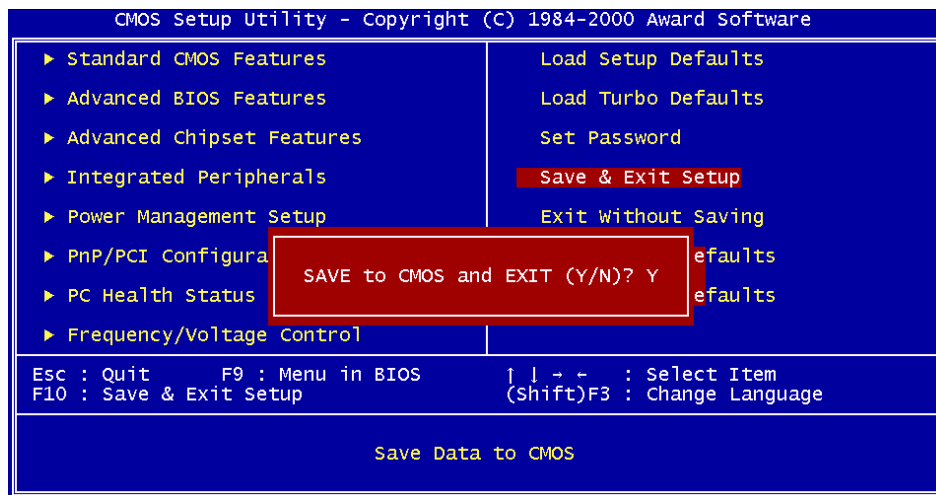 CMOS Setup Utility – Copyright (C) 1984–2000 Award Software
▶ Standard CMOS Features
▶ Advanced BIOS Features
▶ Advanced Chipset Features
▶ Integrated Peripherals
▶ Power Management Setup
▶ PnP/PCI Configura
▶ PC Health Status
▶ Frequency/Voltage Control
Load Setup Defaults
Load Turbo Defaults
Set Password
Save & Exit Setup
Exit Without Saving
efaults
efaults
SAVE to CMOS and EXIT (Y/N)? Y
Esc : Quit F9 : Menu in BIOS ↑ ↓ → ← : Select Item
F10 : Save & Exit Setup (Shift)F3 : Change Language
Save Data to CMOS